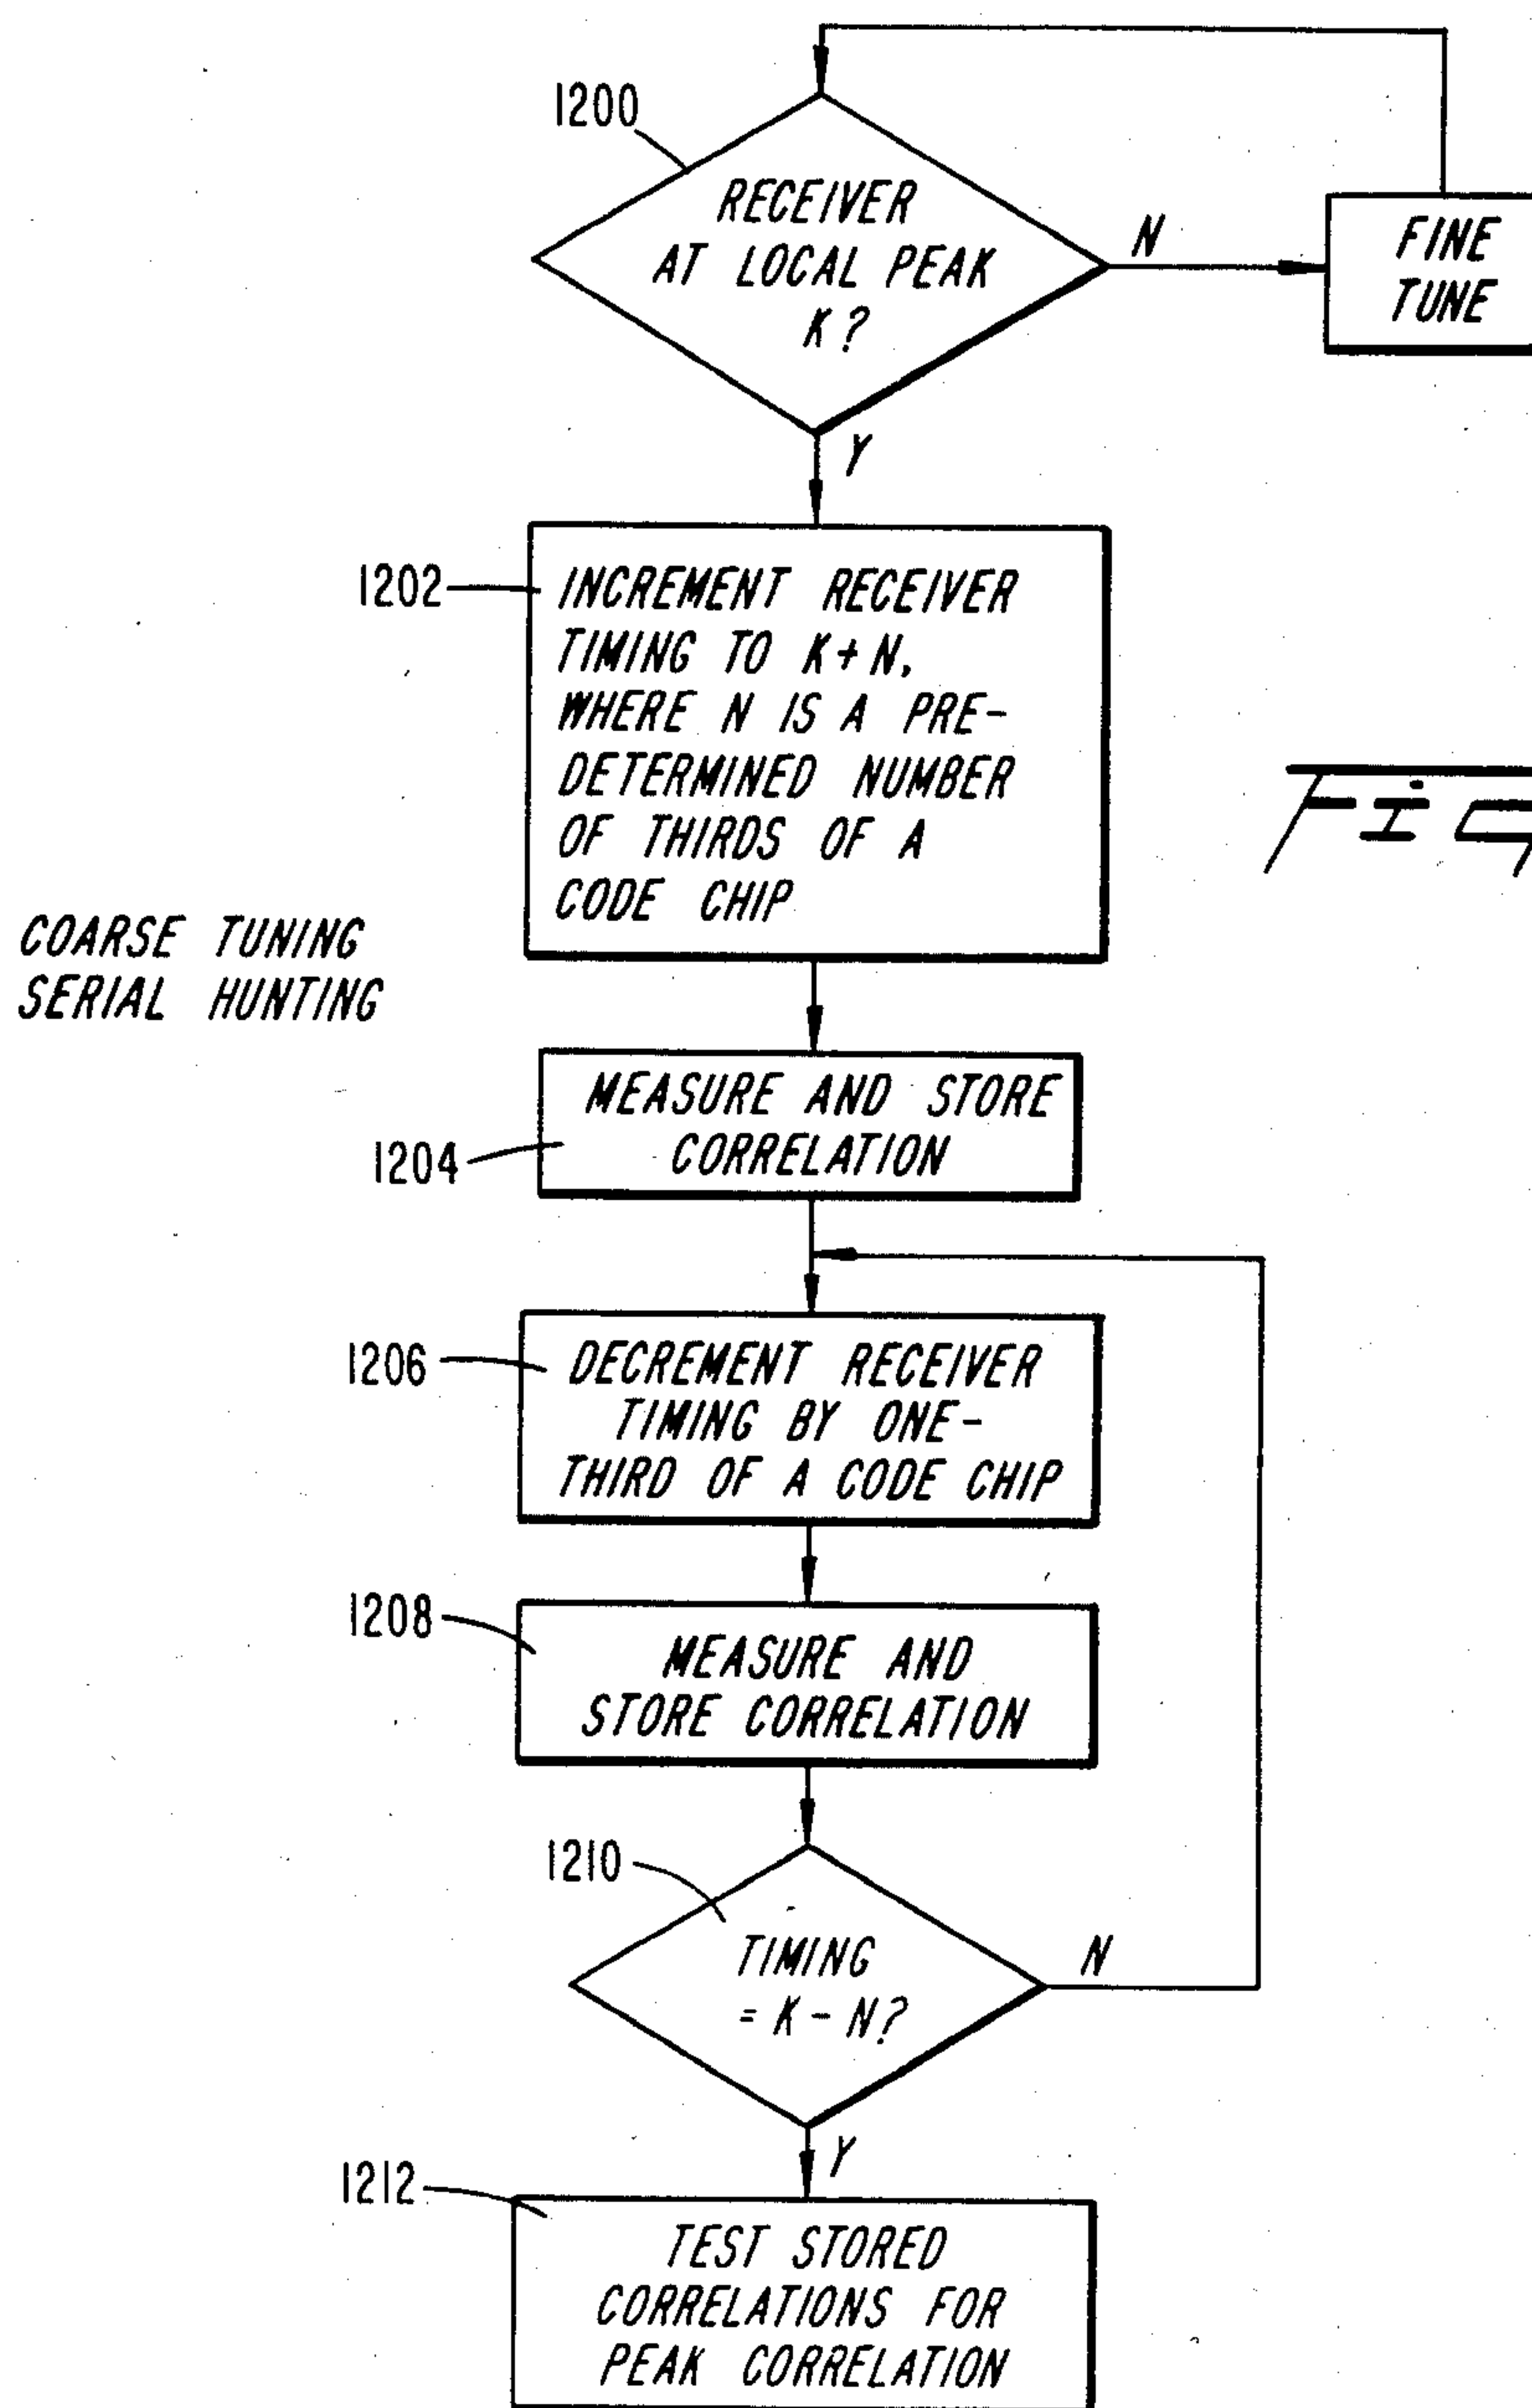 1200
RECEIVER
AT LOCAL PEAK
K?
N
FINE
TUNE
Y
1202
INCREMENT RECEIVER
TIMING TO K+N,
WHERE N IS A PRE-
DETERMINED NUMBER
OF THIRDS OF A
CODE CHIP
COARSE TUNING
SERIAL HUNTING
1204
MEASURE AND STORE
CORRELATION
1206
DECREMENT RECEIVER
TIMING BY ONE-
THIRD OF A CODE CHIP
1208
MEASURE AND
STORE CORRELATION
1210
TIMING
= K - N?
N
Y
1212
TEST STORED
CORRELATIONS FOR
PEAK CORRELATION